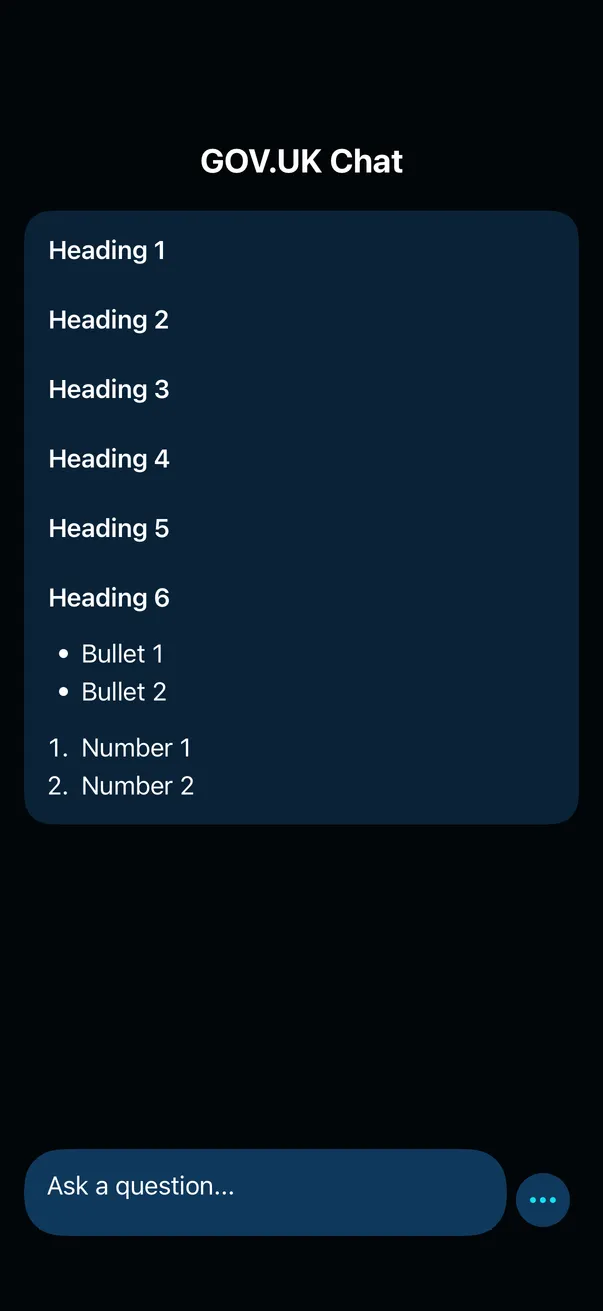 GOV.UK Chat
Heading 1
Heading 2
Heading 3
Heading 4
Heading 5
Heading 6
• Bullet 1
• Bullet 2
1. Number 1
2. Number 2
Ask a question...